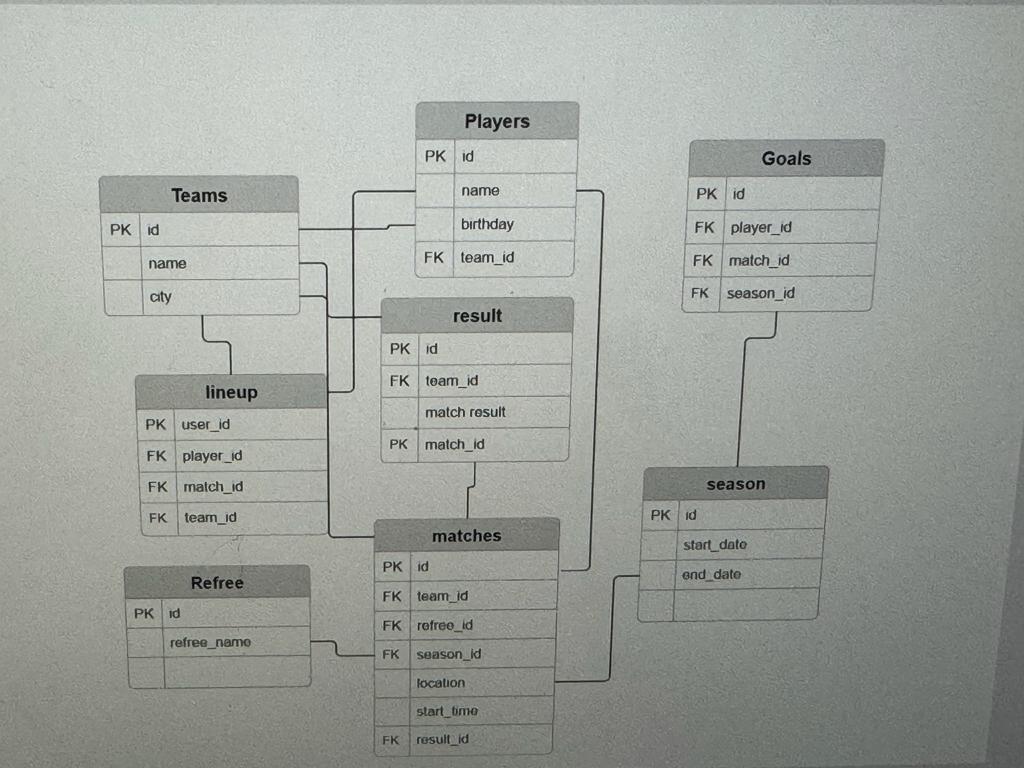 Teams
PK id
name
city
Players
PK id
name
birthday
FK team_id
Goals
PK id
FK player_id
FK match_id
FK season_id
result
PK id
FK team_id
match result
PK match_id
lineup
PK user_id
FK player_id
FK match_id
FK team_id
matches
PK id
FK team_id
FK refree_id
FK season_id
location
start_time
FK result_id
season
PK id
start_date
end_date
Refree
PK id
refree_name